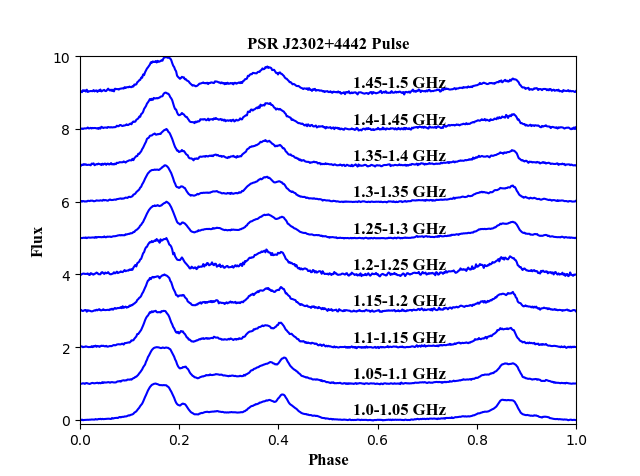 PSR J2302+4442 Pulse
10
8
6
4
2
0
Flux
1.45-1.5 GHz
1.4-1.45 GHz
1.35-1.4 GHz
1.3-1.35 GHz
1.25-1.3 GHz
1.2-1.25 GHz
1.15-1.2 GHz
1.1-1.15 GHz
1.05-1.1 GHz
1.0-1.05 GHz
0.0 0.2 0.4 0.6 0.8 1.0
Phase